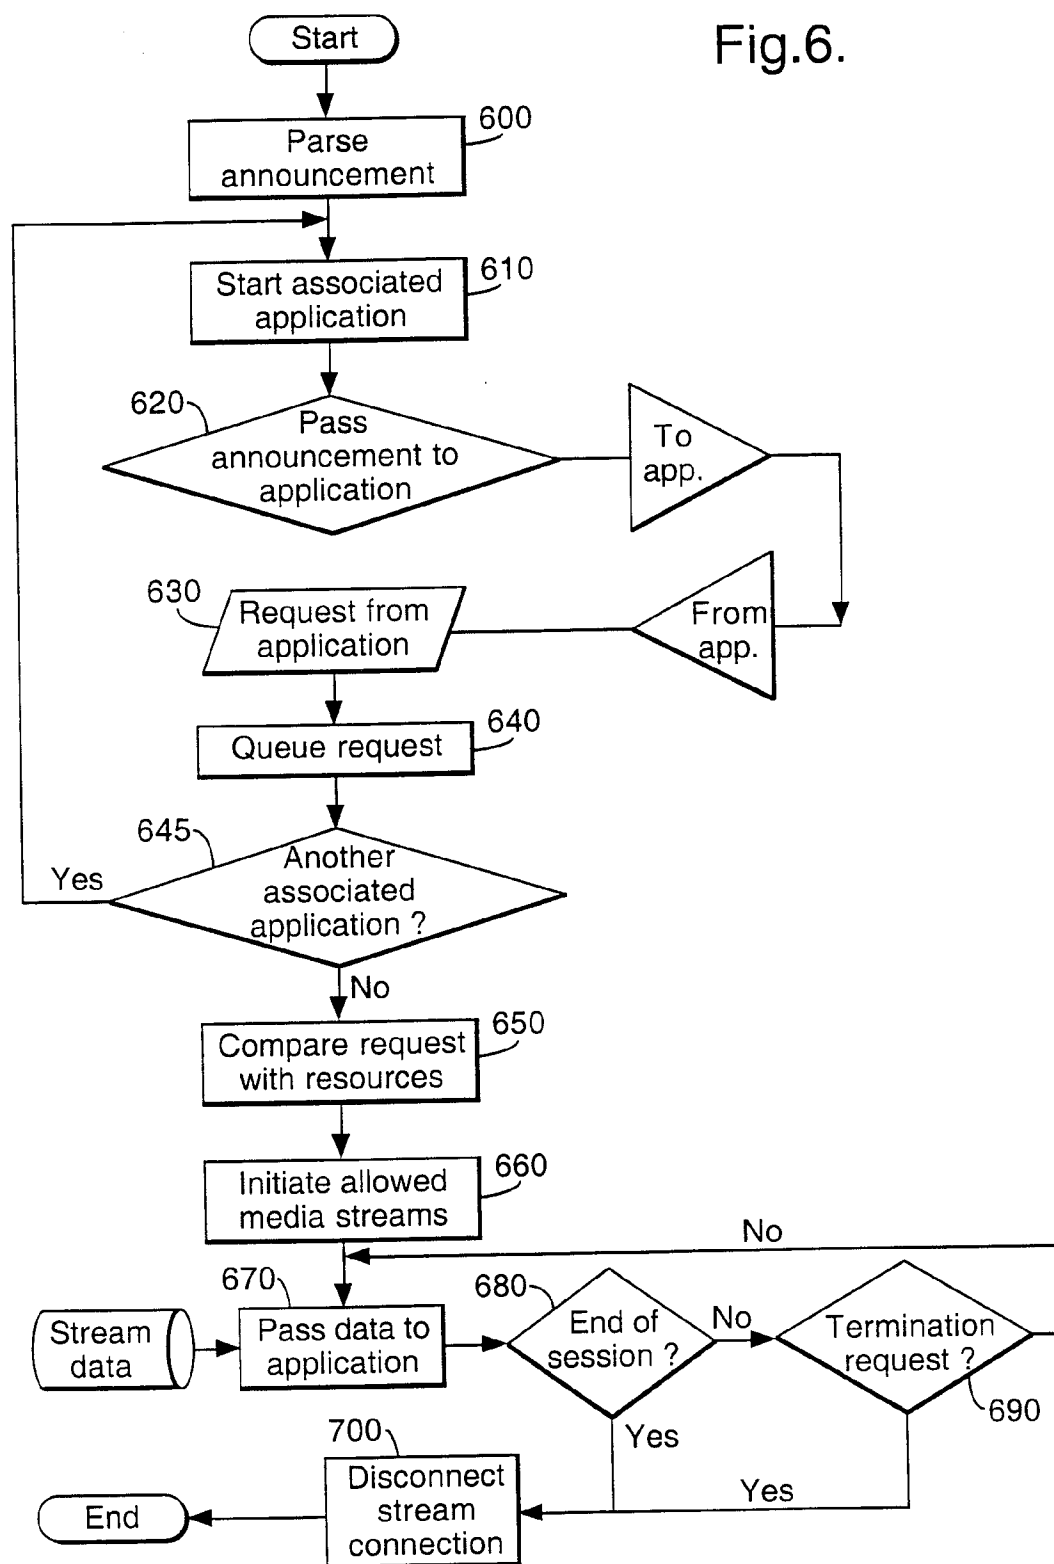 Start
Fig.6.
600
Parse
announcement
610
Start associated
application
620
Pass
announcement to
application
To
app.
630
Request from
application
From
app.
640
Queue request
645
Another
associated
application ?
Yes
No
650
Compare request
with resources
660
Initiate allowed
media streams
No
670
680
Stream
data
Pass data to
application
End of
session ?
No
Termination
request ?
690
Yes
700
Disconnect
stream
connection
Yes
End